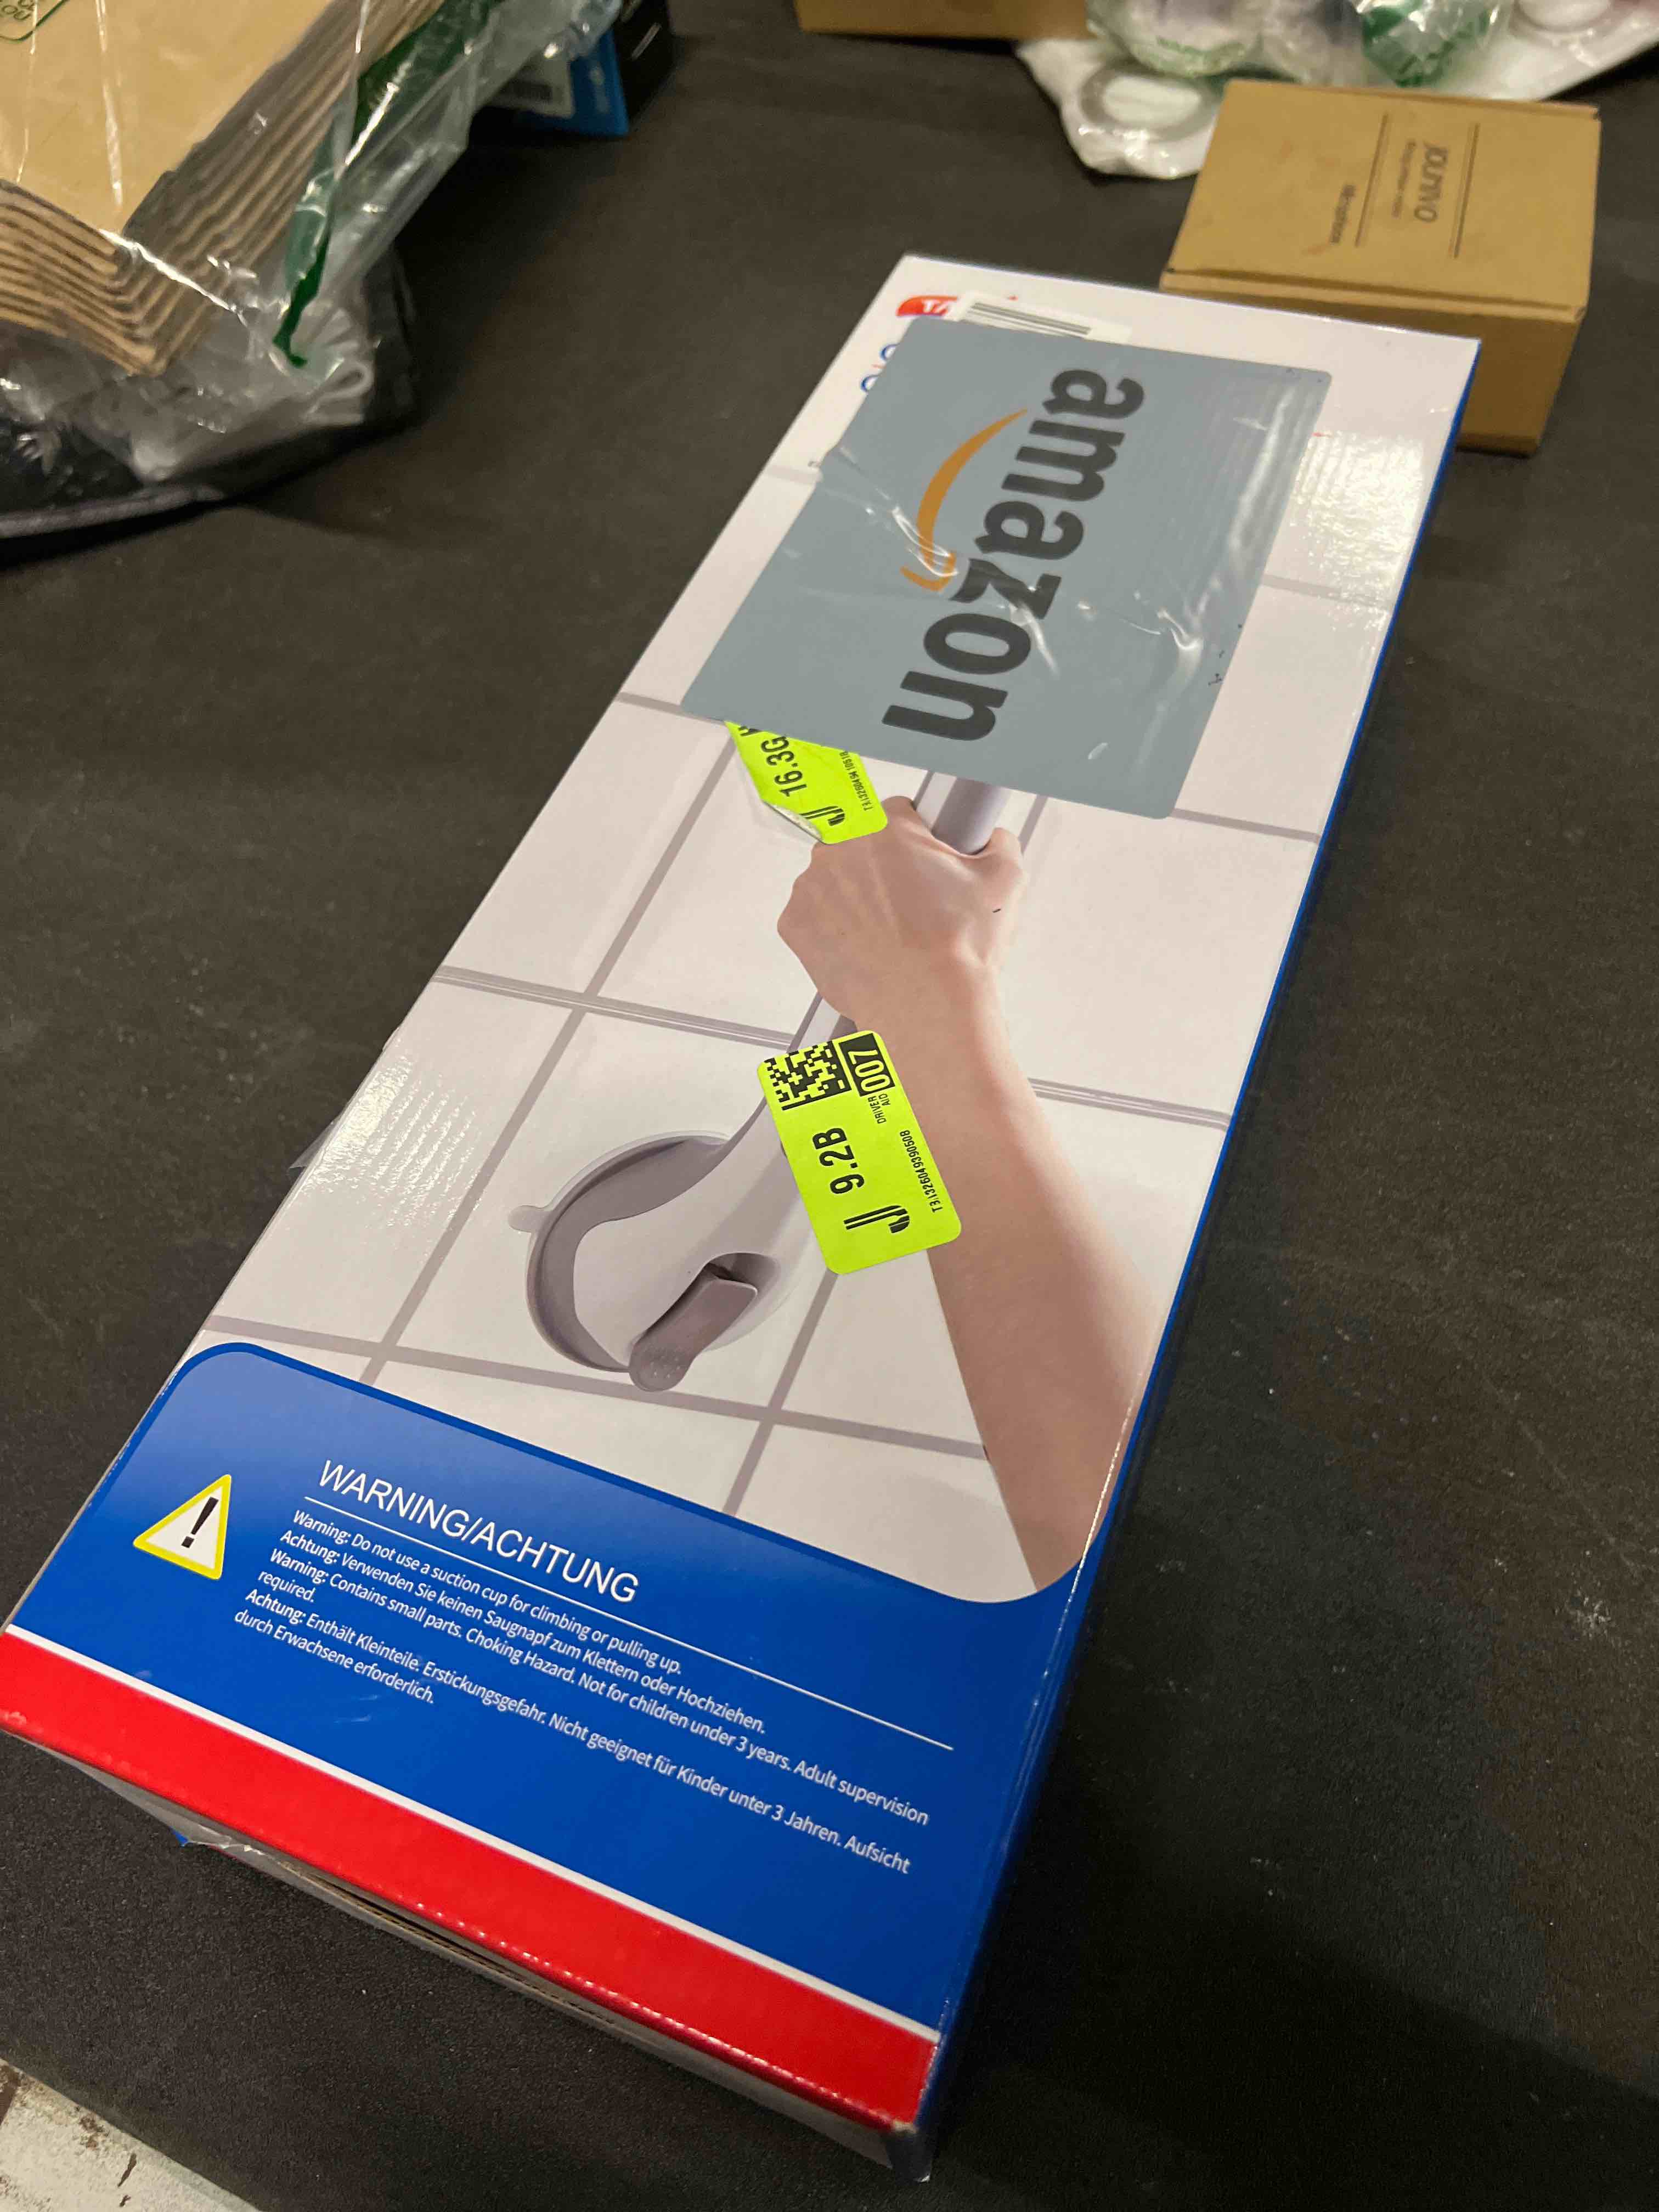 JOUNIVO
Microphone
amazon
16.3G
007
DRIVER
AID
9.2B
WARNING/ACHTUNG
Warning: Do not use a suction cup for climbing or pulling up.
Achtung: Verwenden Sie keinen Saugnapf zum Klettern oder Hochziehen.
Warning: Contains small parts. Choking Hazard. Not for children under 3 years. Adult supervision
required.
Achtung: Enthält Kleinteile. Erstickungsgefahr. Nicht geeignet für Kinder unter 3 Jahren. Aufsicht
durch Erwachsene erforderlich.